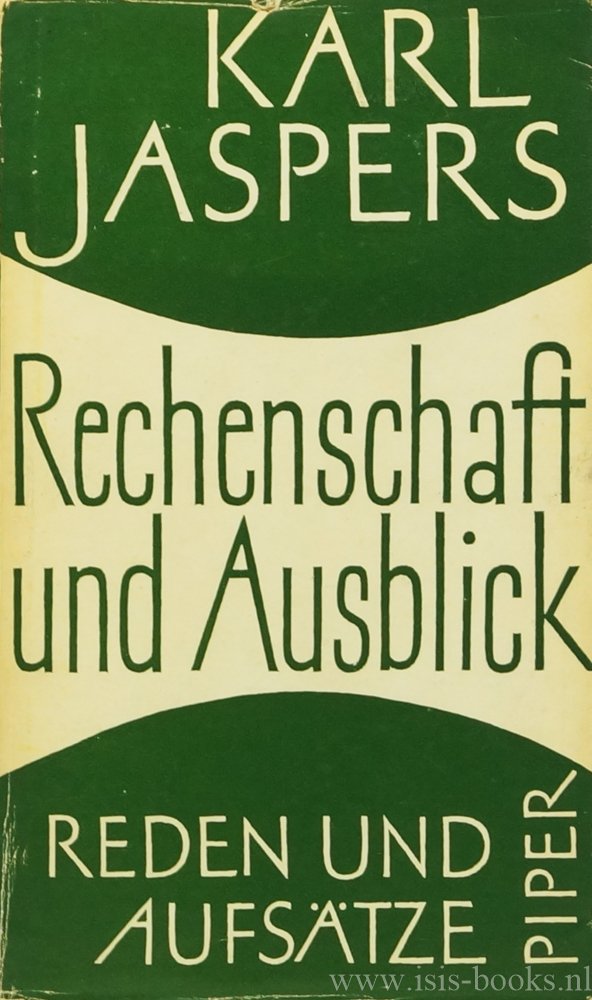 KARL
JASPERS
Rechenschaft
und Ausblick
REDEN UND
AUFSÄTZE
PIPER
www.isis-books.nl